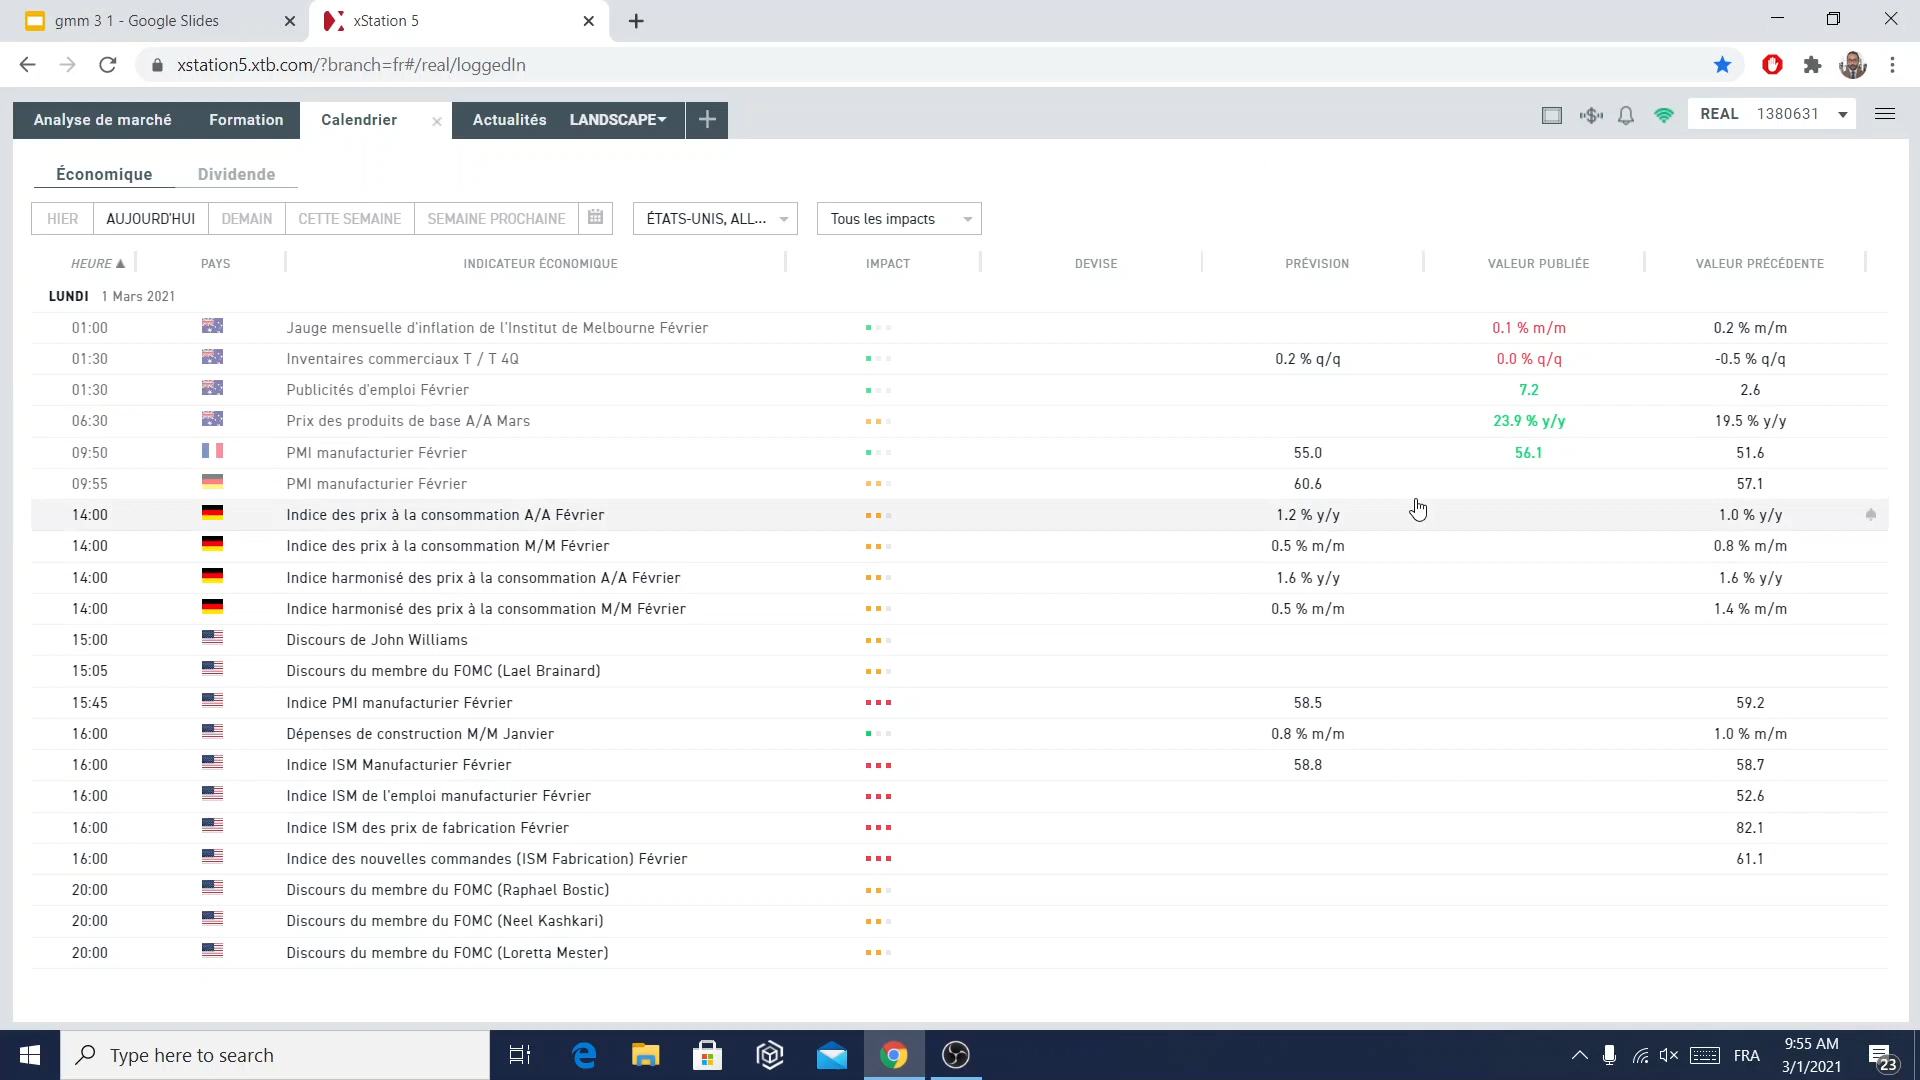 gmm 3 1 - Google Slides
xStation 5
xstation5.xtb.com/?branch=fr#/real/loggedIn
Analyse de marché Formation Calendrier Actualités LANDSCAPE REAL 1380631
Économique Dividende
HIER AUJOURD'HUI DEMAIN CETTE SEMAINE SEMAINE PROCHAINE ÉTATS-UNIS, ALL... Tous les impacts
HEURE PAYS INDICATEUR ÉCONOMIQUE IMPACT DEVISE PRÉVISION VALEUR PUBLIÉE VALEUR PRÉCÉDENTE
LUNDI 1 Mars 2021
01:00 Jauge mensuelle d'inflation de l'Institut de Melbourne Février 0.1 % m/m 0.2 % m/m
01:30 Inventaires commerciaux T / T 4Q 0.2 % q/q 0.0 % q/q -0.5 % q/q
01:30 Publicités d'emploi Février 7.2 2.6
06:30 Prix des produits de base A/A Mars 23.9 % y/y 19.5 % y/y
09:50 PMI manufacturier Février 55.0 56.1 51.6
09:55 PMI manufacturier Février 60.6 57.1
14:00 Indice des prix à la consommation A/A Février 1.2 % y/y 1.0 % y/y
14:00 Indice des prix à la consommation M/M Février 0.5 % m/m 0.8 % m/m
14:00 Indice harmonisé des prix à la consommation A/A Février 1.6 % y/y 1.6 % y/y
14:00 Indice harmonisé des prix à la consommation M/M Février 0.5 % m/m 1.4 % m/m
15:00 Discours de John Williams
15:05 Discours du membre du FOMC (Lael Brainard)
15:45 Indice PMI manufacturier Février 58.5 59.2
16:00 Dépenses de construction M/M Janvier 0.8 % m/m 1.0 % m/m
16:00 Indice ISM Manufacturier Février 58.8 58.7
16:00 Indice ISM de l'emploi manufacturier Février 52.6
16:00 Indice ISM des prix de fabrication Février 82.1
16:00 Indice des nouvelles commandes (ISM Fabrication) Février 61.1
20:00 Discours du membre du FOMC (Raphael Bostic)
20:00 Discours du membre du FOMC (Neel Kashkari)
20:00 Discours du membre du FOMC (Loretta Mester)
Type here to search FRA 9:55 AM
3/1/2021 23